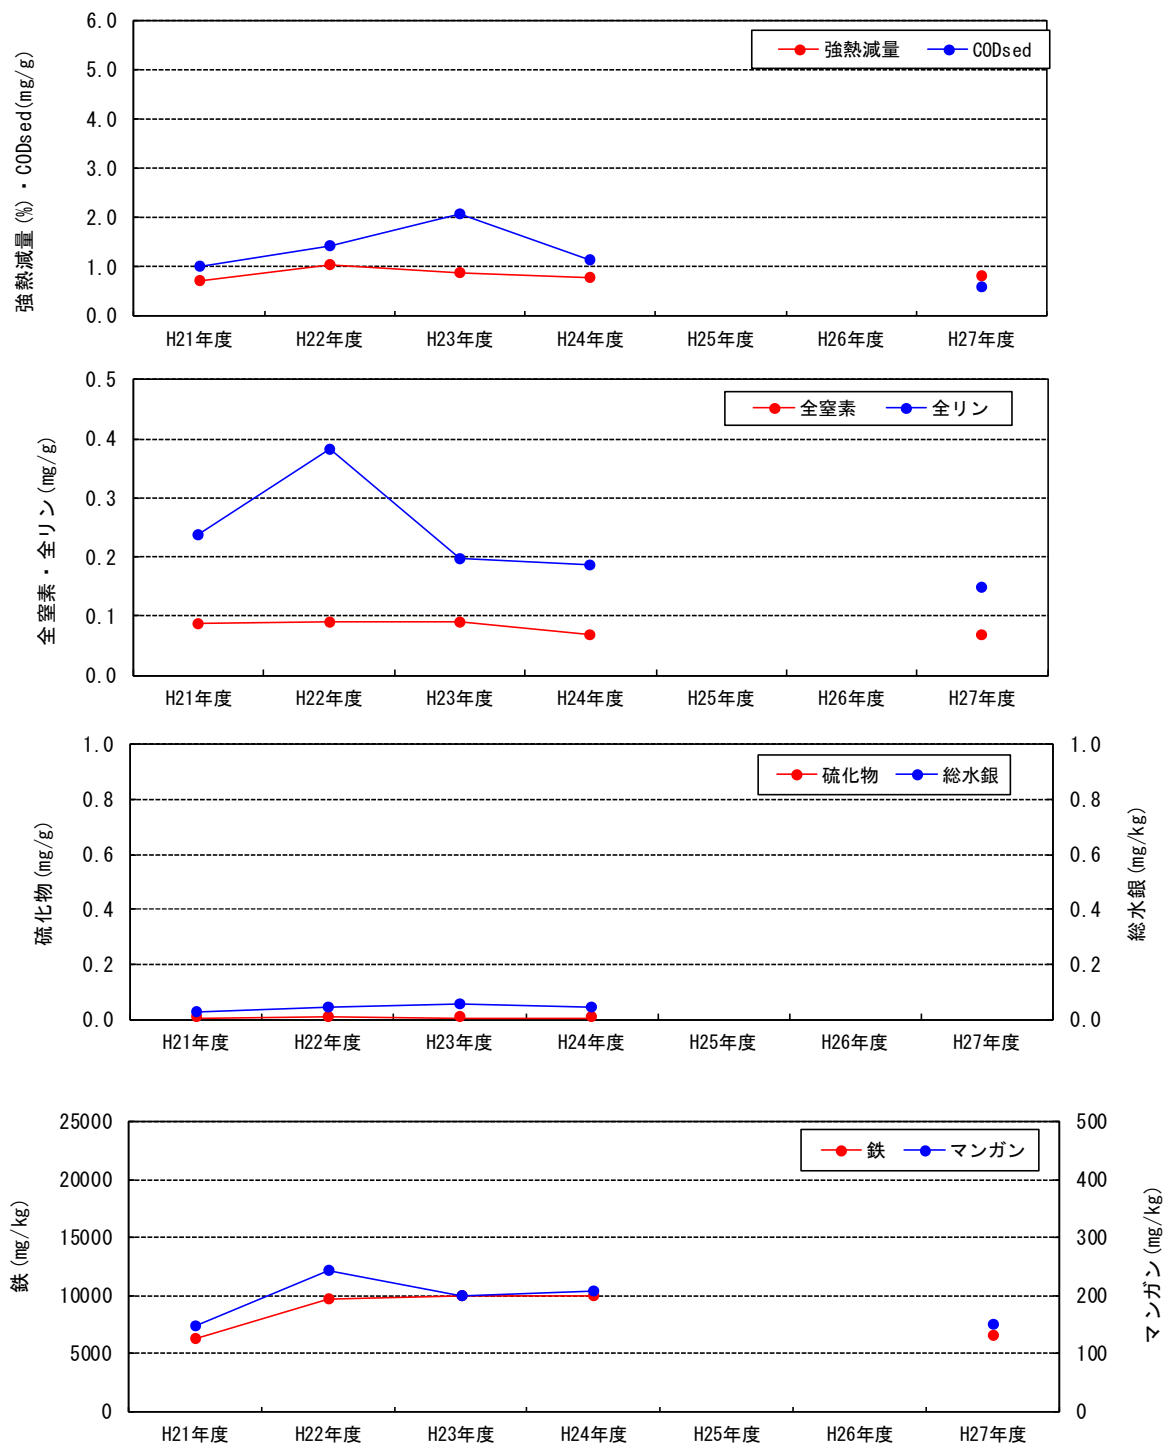 強熱減量(%)・CODsed(mg/g)
6.0
5.0
4.0
3.0
2.0
1.0
0.0
強熱減量 CODsed
H21年度 H22年度 H23年度 H24年度 H25年度 H26年度 H27年度
全窒素・全リン(mg/g)
0.5
0.4
0.3
0.2
0.1
0.0
全窒素 全リン
H21年度 H22年度 H23年度 H24年度 H25年度 H26年度 H27年度
硫化物(mg/g)
1.0 1.0
0.8 0.8
0.6 0.6
0.4 0.4
0.2 0.2
0.0 0.0
総水銀(mg/kg)
硫化物 総水銀
H21年度 H22年度 H23年度 H24年度 H25年度 H26年度 H27年度
鉄(mg/kg)
25000 500
20000 400
15000 300
10000 200
5000 100
0 0
マンガン(mg/kg)
鉄 マンガン
H21年度 H22年度 H23年度 H24年度 H25年度 H26年度 H27年度